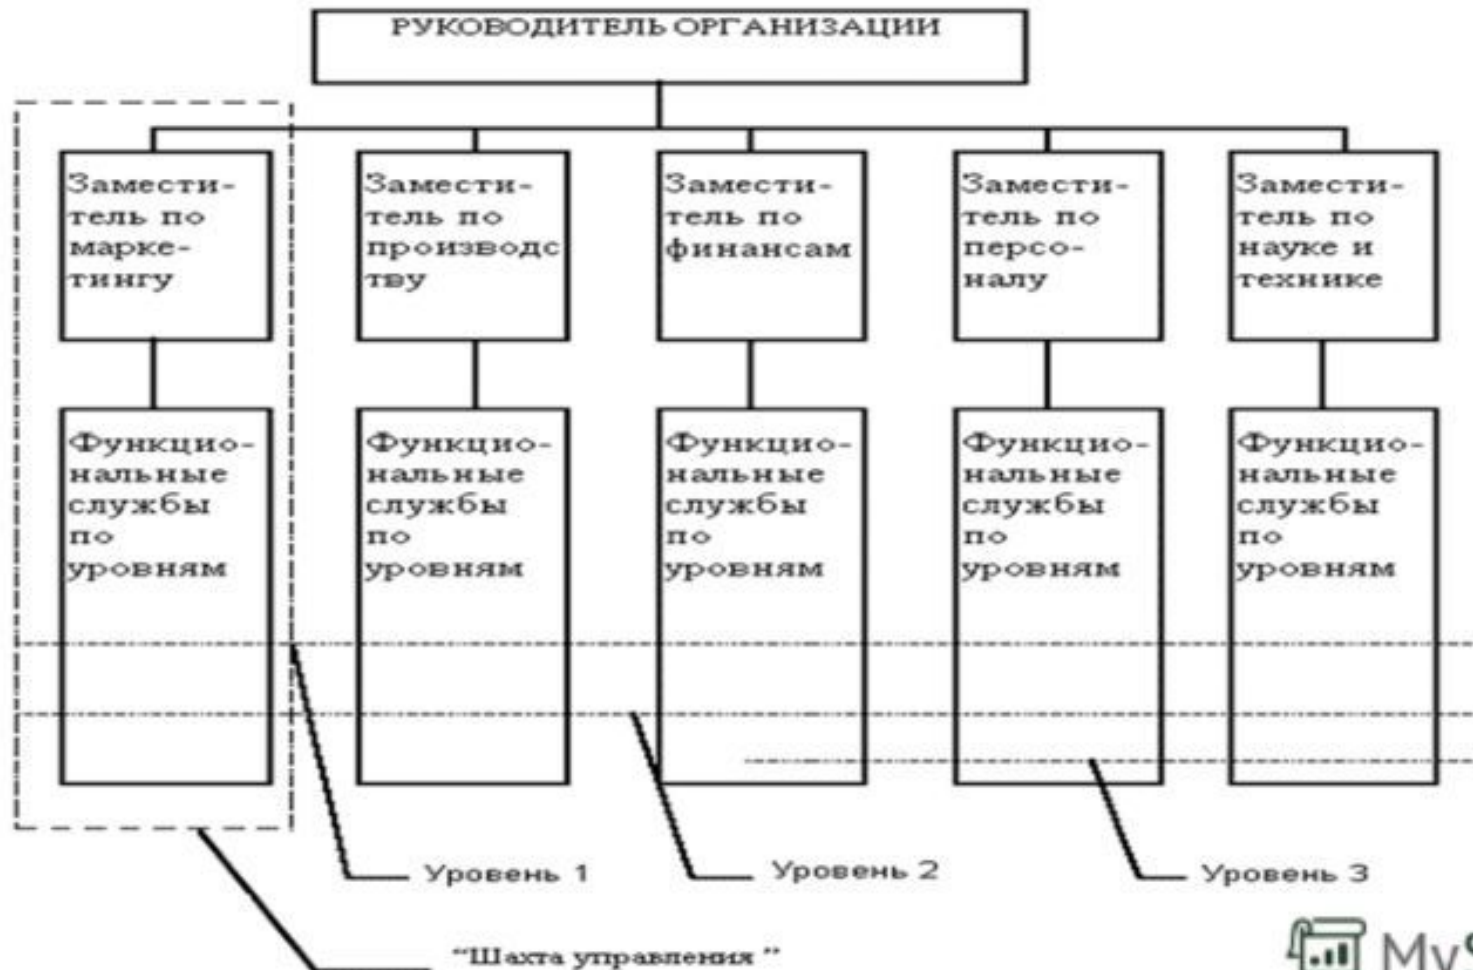 РУКОВОДИТЕЛЬ ОРГАНИЗАЦИИ
Замести-
тель по
марке-
тингу
Замести-
тель по
производс
тву
Замести-
тель по
финансам
Замести-
тель по
персо-
налу
Замести-
тель по
науке и
технике
Функцио-
нальные
службы
по
уровням
Функцио-
нальные
службы
по
уровням
Функцио-
нальные
службы
по
уровням
Функцио-
нальные
службы
по
уровням
Функцио-
нальные
службы
по
уровням
Уровень 1
Уровень 2
Уровень 3
“Шахта управления ”